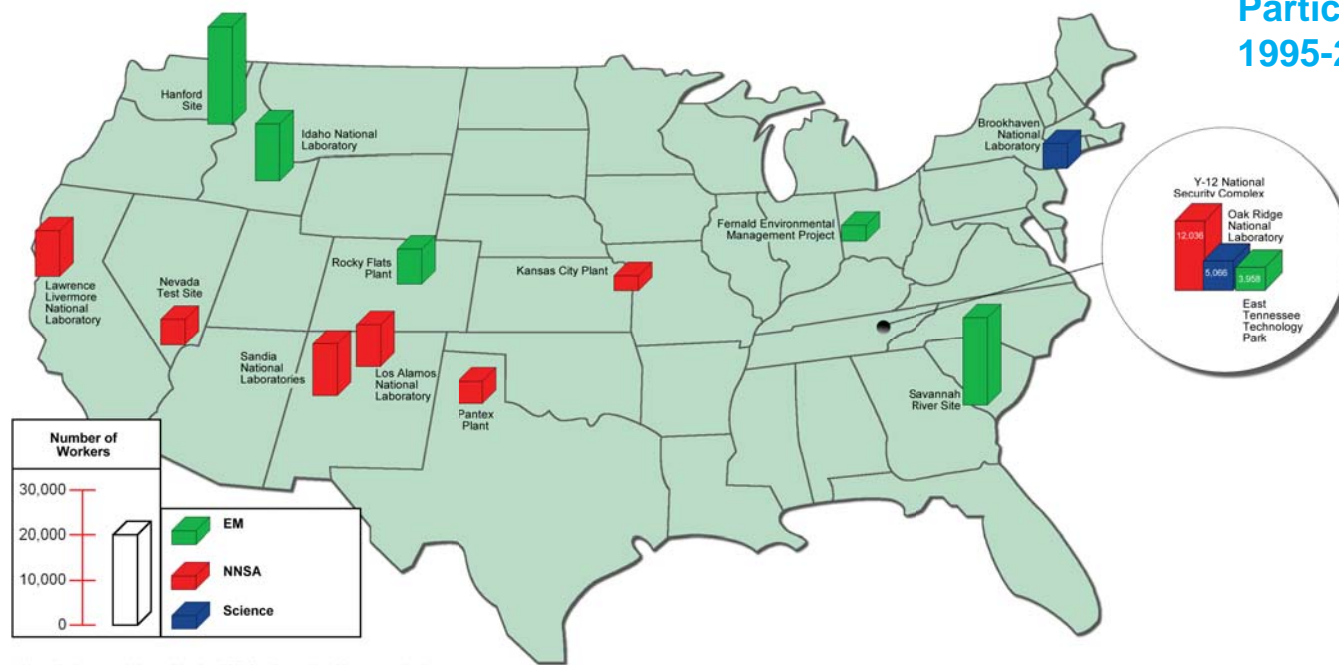 Partic
1995-2
Hanford
Site
Idaho National
Laboratory
Brookhaven
National
Laboratory
Y-12 National
Security Complex
Oak Ridge
National
Laboratory
12,036
5,066
3,958
East
Tennessee
Technology
Park
Fernald Environmental
Management Project
Rocky Flats
Plant
Kansas City Plant
Lawrence
Livermore
National
Laboratory
Nevada
Test Site
Sandia
National
Laboratories
Los Alamos
National
Laboratory
Pantex
Plant
Savannah
River Site
Number of
Workers
30,000
20,000
10,000
0
EM
NNSA
Science